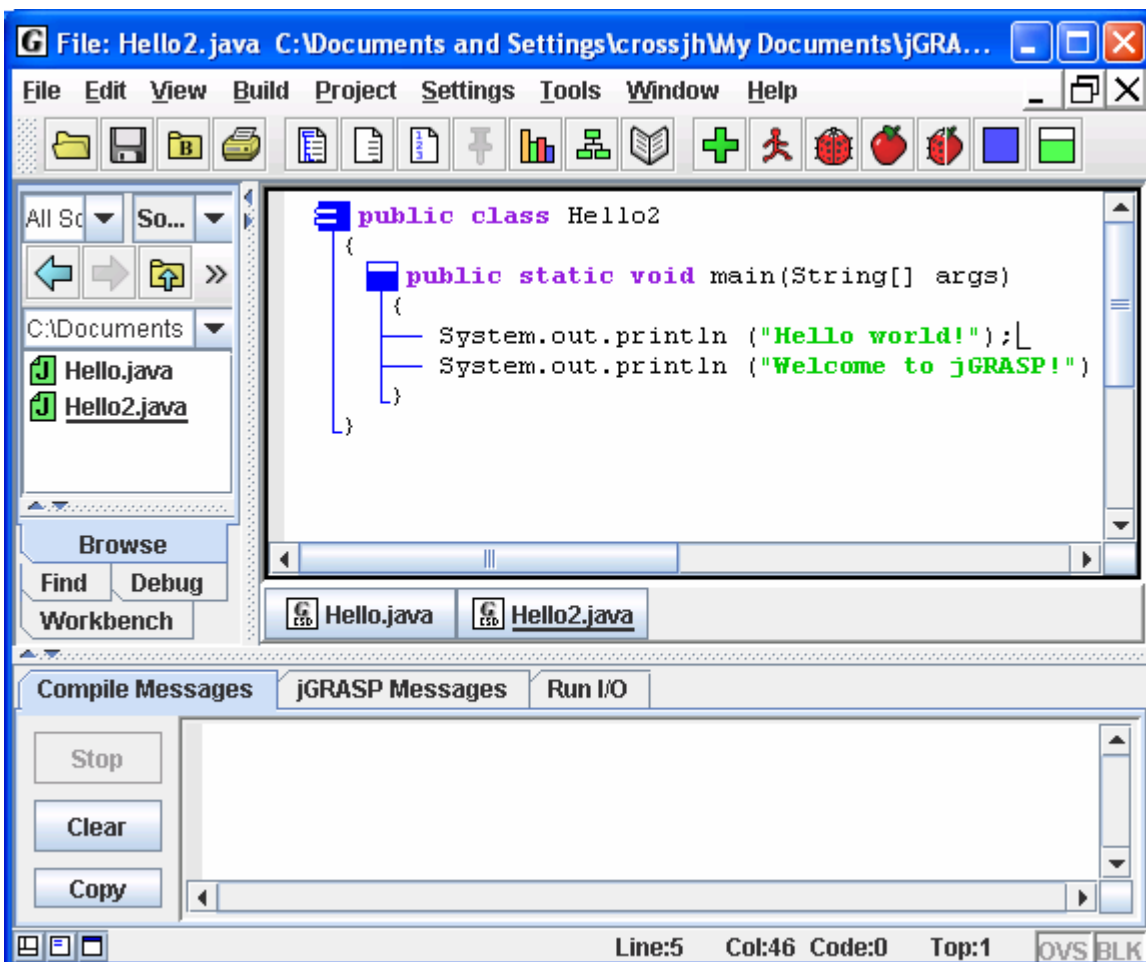 File: Hello2.java C:\Documents and Settings\crossjh\My Documents\jGRA...
File Edit View Build Project Settings Tools Window Help
B
123
All So
So...
C:\Documents
Hello.java
Hello2.java
Browse
Find Debug
Workbench
public class Hello2
{
public static void main(String[] args)
{
System.out.println ("Hello world!");
System.out.println ("Welcome to jGRASP!")
}
}
G CSD Hello.java G CSD Hello2.java
Compile Messages jGRASP Messages Run I/O
Stop
Clear
Copy
Line:5 Col:46 Code:0 Top:1 OVS BLK